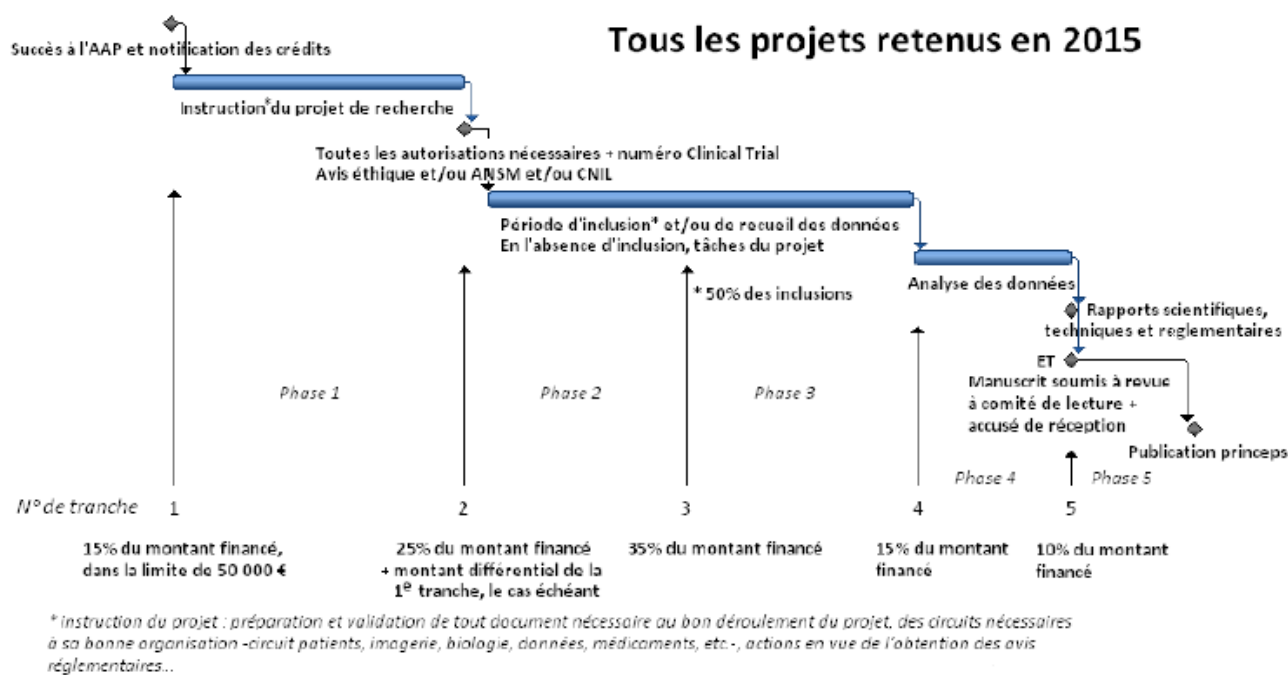 Tous les projets retenus en 2015
Succès à l'AAP et notification des crédits
Instruction* du projet de recherche
Toutes les autorisations nécessaires + numéro Clinical Trial
Avis éthique et/ou ANSM et/ou CNIL
Période d'inclusion* et/ou de recueil des données
En l'absence d'inclusion, tâches du projet
* 50% des inclusions
Analyse des données
Rapports scientifiques,
techniques et reglementaires
ET
Manuscrit soumis à revue
à comité de lecture +
accusé de réception
Publication princeps
Phase 1
Phase 2
Phase 3
Phase 4
Phase 5
N° de tranche
1
2
3
4
5
15% du montant financé,
dans la limite de 50 000 €
25% du montant financé
+ montant différentiel de la
1e tranche, le cas échéant
35% du montant financé
15% du montant
financé
10% du montant
financé
* instruction du projet : préparation et validation de tout document nécessaire au bon déroulement du projet, des circuits nécessaires
à sa bonne organisation -circuit patients, imagerie, biologie, données, médicaments, etc.-, actions en vue de l'obtention des avis
réglementaires...